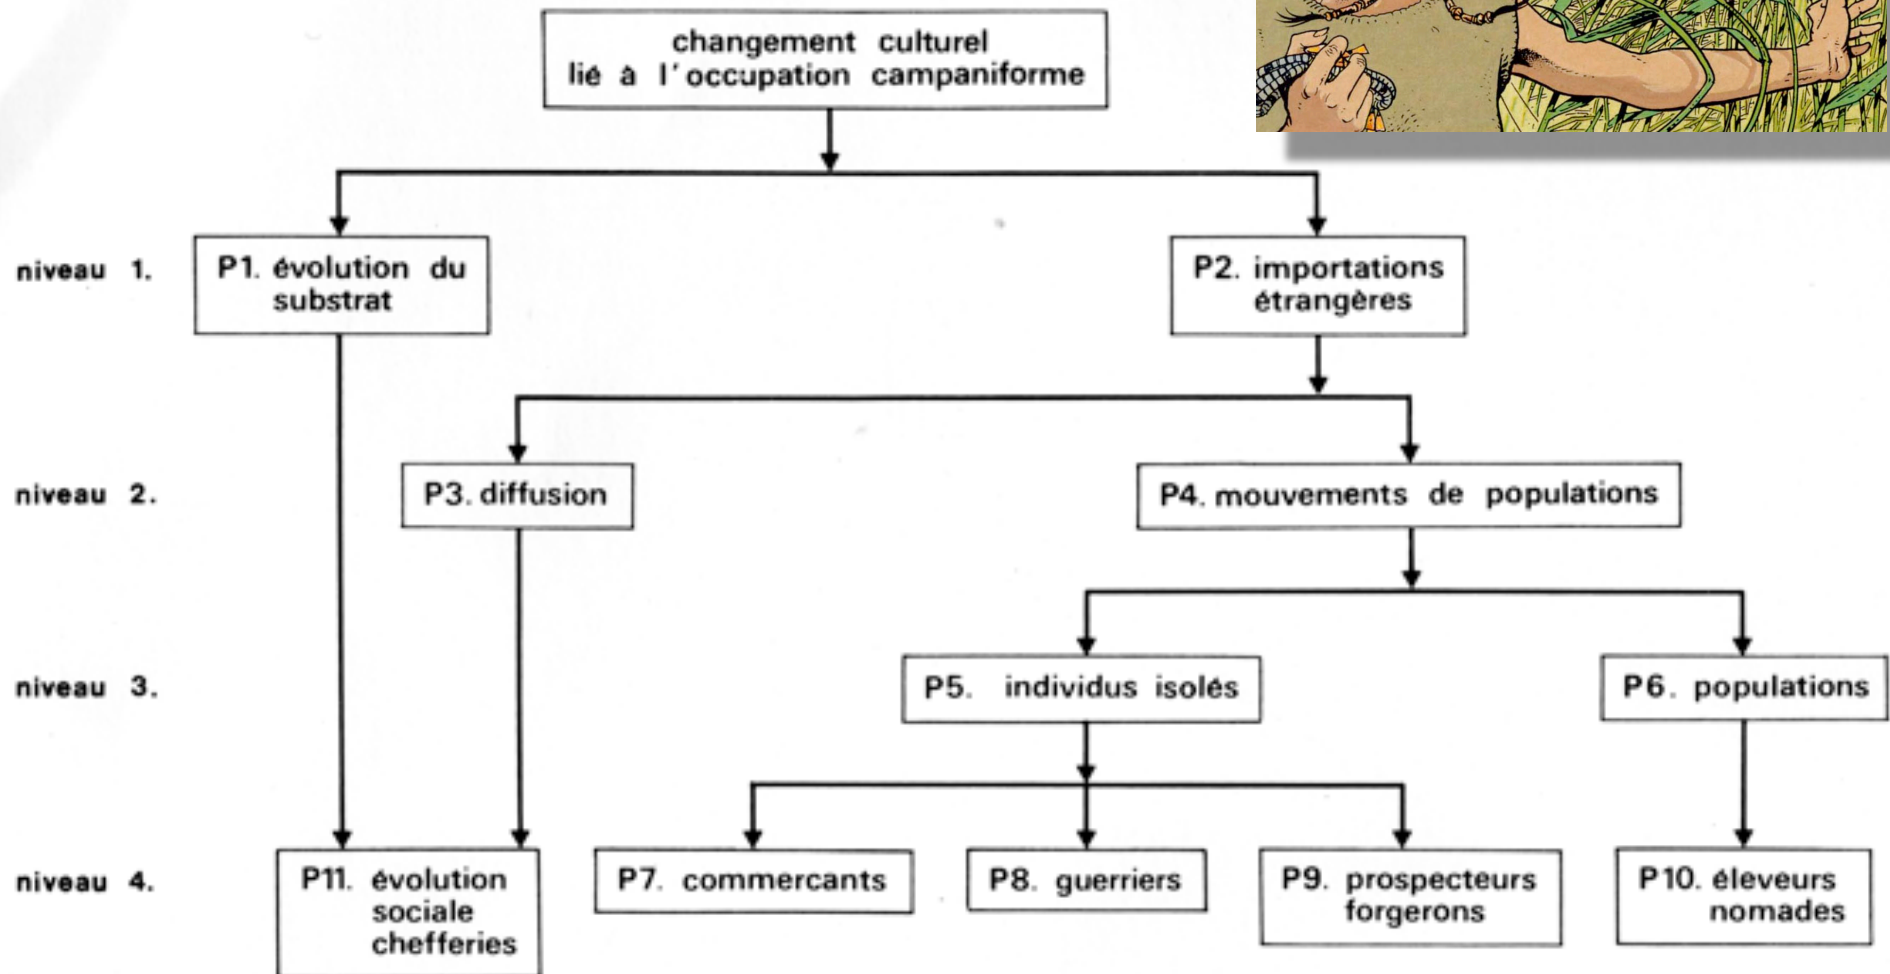 changement culturel
lié à l'occupation campaniforme
niveau 1.
P1. évolution du
substrat
P2. importations
étrangères
niveau 2.
P3. diffusion
P4. mouvements de populations
niveau 3.
P5. individus isolés
P6. populations
niveau 4.
P11. évolution
sociale
chefferies
P7. commercants
P8. guerriers
P9. prospecteurs
forgerons
P10. éleveurs
nomades